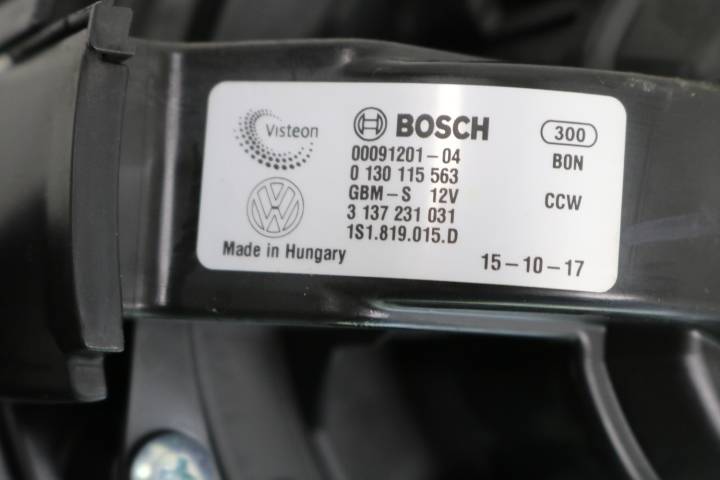 Visteon
BOSCH
300
00091201-04
BON
0 130 115 563
GBM-S 12V
CCW
3 137 231 031
1S1.819.015.D
Made in Hungary
15-10-17